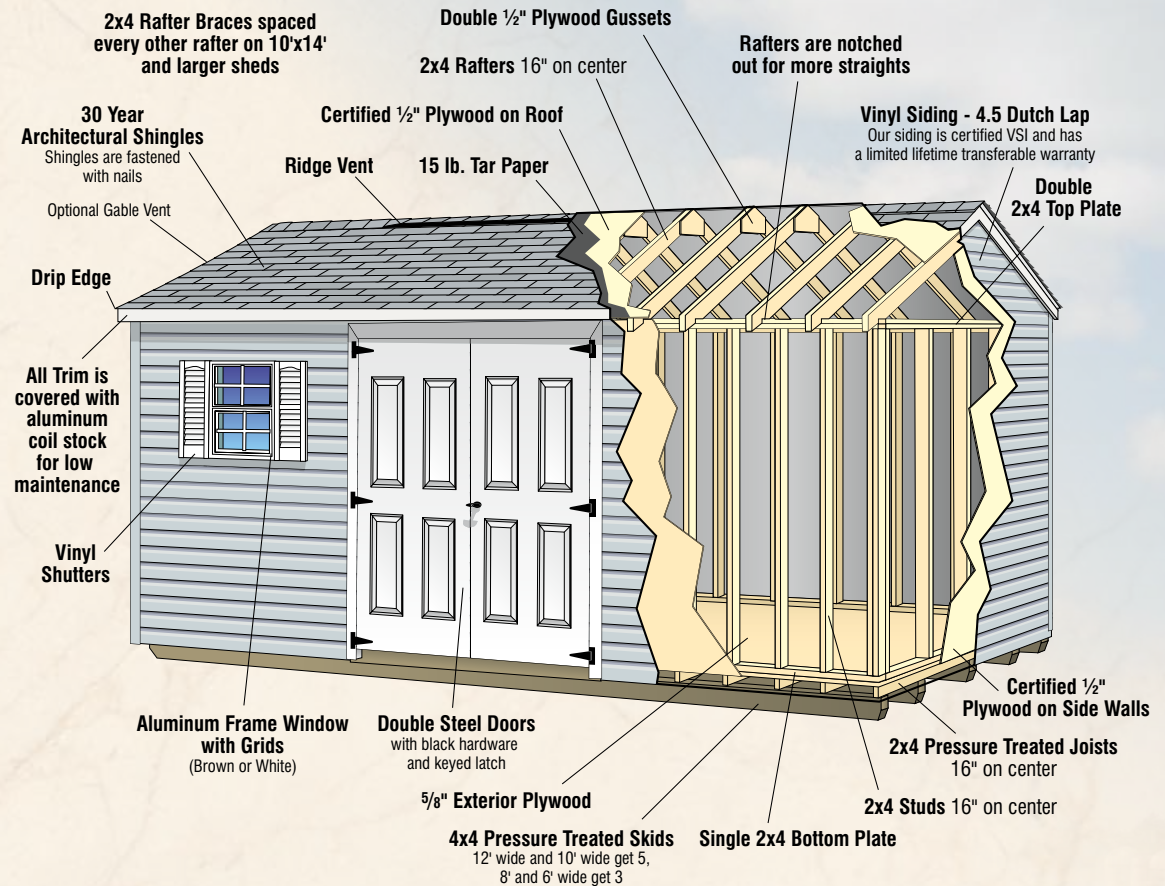 2x4 Rafter Braces spaced
every other rafter on 10'x14'
and larger sheds
Double ½" Plywood Gussets
2x4 Rafters 16" on center
Rafters are notched
out for more straights
30 Year
Architectural Shingles
Shingles are fastened
with nails
Certified ½" Plywood on Roof
Vinyl Siding - 4.5 Dutch Lap
Our siding is certified VSI and has
a limited lifetime transferable warranty
Ridge Vent
15 lb. Tar Paper
Double
2x4 Top Plate
Optional Gable Vent
Drip Edge
All Trim is
covered with
aluminum
coil stock
for low
maintenance
Vinyl
Shutters
Aluminum Frame Window
with Grids
(Brown or White)
Double Steel Doors
with black hardware
and keyed latch
Certified ½"
Plywood on Side Walls
2x4 Pressure Treated Joists
16" on center
5/8" Exterior Plywood
2x4 Studs 16" on center
4x4 Pressure Treated Skids
12' wide and 10' wide get 5,
8' and 6' wide get 3
Single 2x4 Bottom Plate